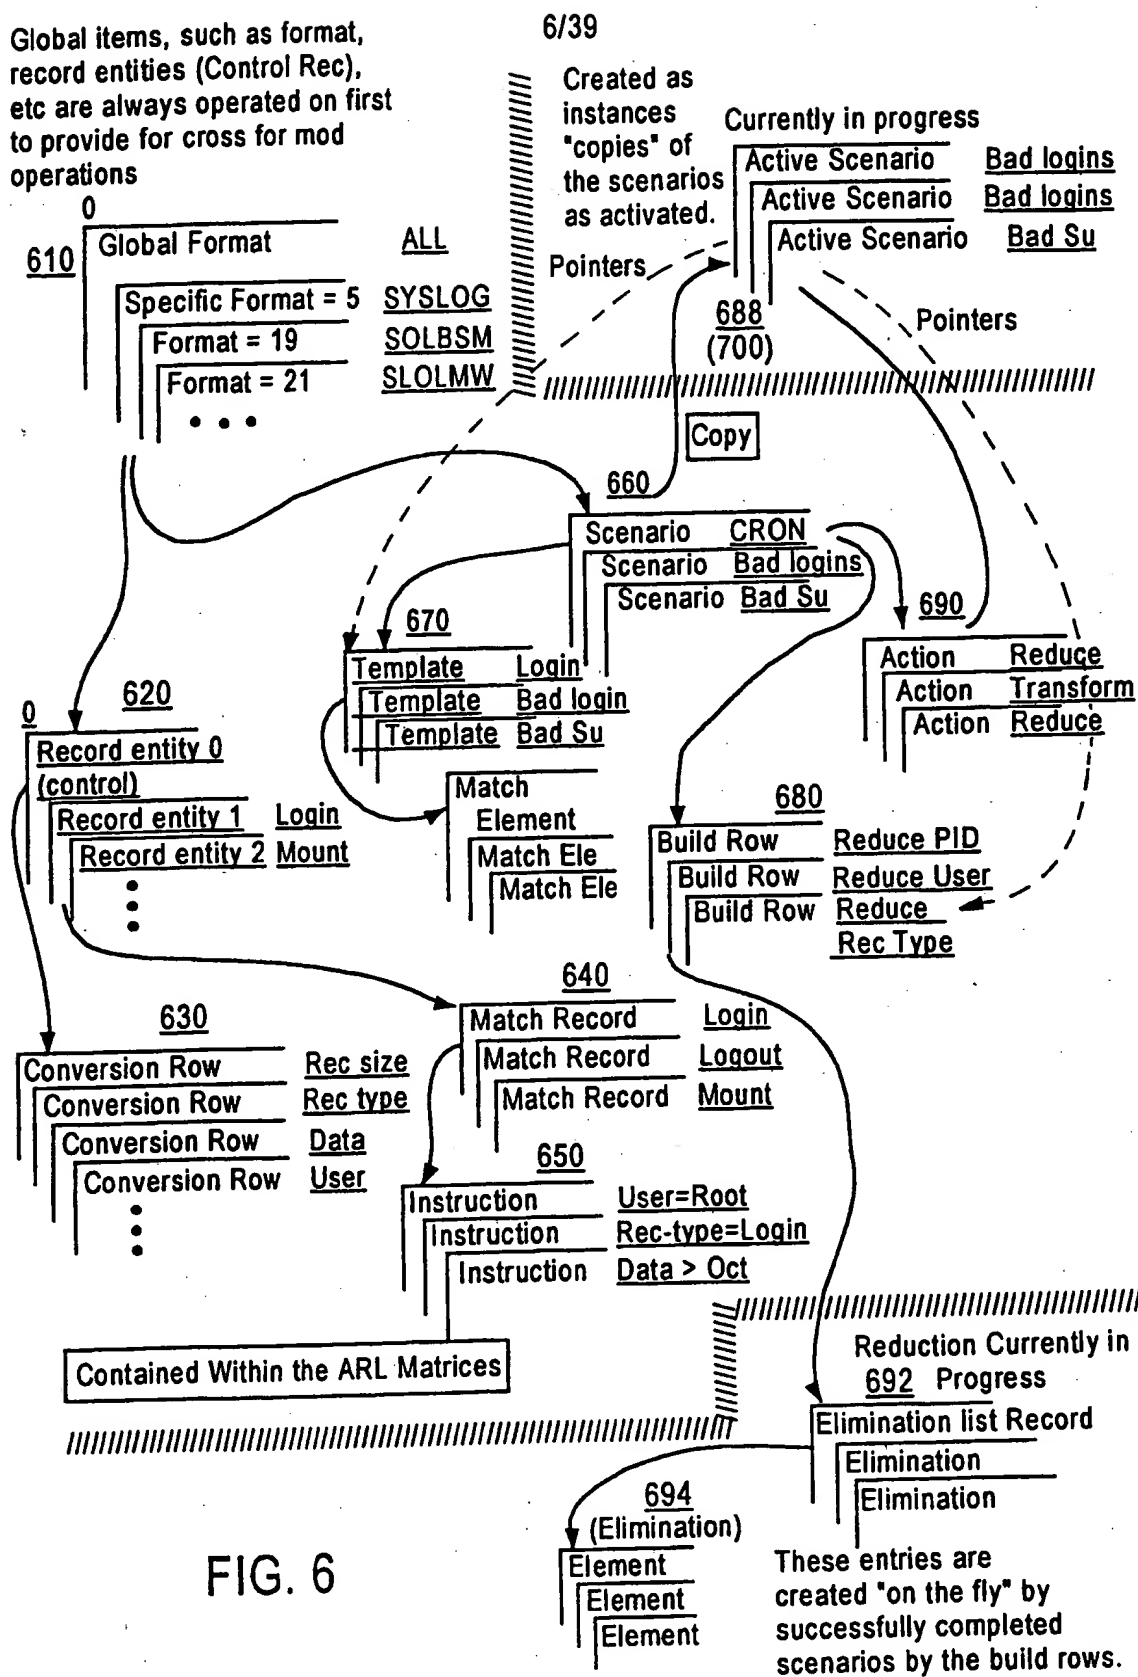 6/39
Global items, such as format,
record entities (Control Rec),
etc are always operated on first
to provide for cross for mod
operations
Created as
instances
"copies" of
the scenarios
as activated.
Currently in progress
Active Scenario Bad logins
Active Scenario Bad logins
Active Scenario Bad Su
Pointers
688
(700)
Pointers
0
610
Global Format ALL
Specific Format = 5 SYSLOG
Format = 19 SOLBSM
Format = 21 SLOLMW
• • •
Copy
660
Scenario CRON
Scenario Bad logins
Scenario Bad Su
690
Action Reduce
Action Transform
Action Reduce
670
Template Login
Template Bad login
Template Bad Su
Match
Element
Match Ele
Match Ele
0
620
Record entity 0
(control)
Record entity 1 Login
Record entity 2 Mount
680
Build Row Reduce PID
Build Row Reduce User
Build Row Reduce
Rec Type
640
Match Record Login
Match Record Logout
Match Record Mount
630
Conversion Row Rec size
Conversion Row Rec type
Conversion Row Data
Conversion Row User
650
Instruction User=Root
Instruction Rec-type=Login
Instruction Data > Oct
Contained Within the ARL Matrices
Reduction Currently in
692 Progress
Elimination list Record
Elimination
Elimination
694
(Elimination)
Element
Element
Element
These entries are
created "on the fly" by
successfully completed
scenarios by the build rows.
FIG. 6